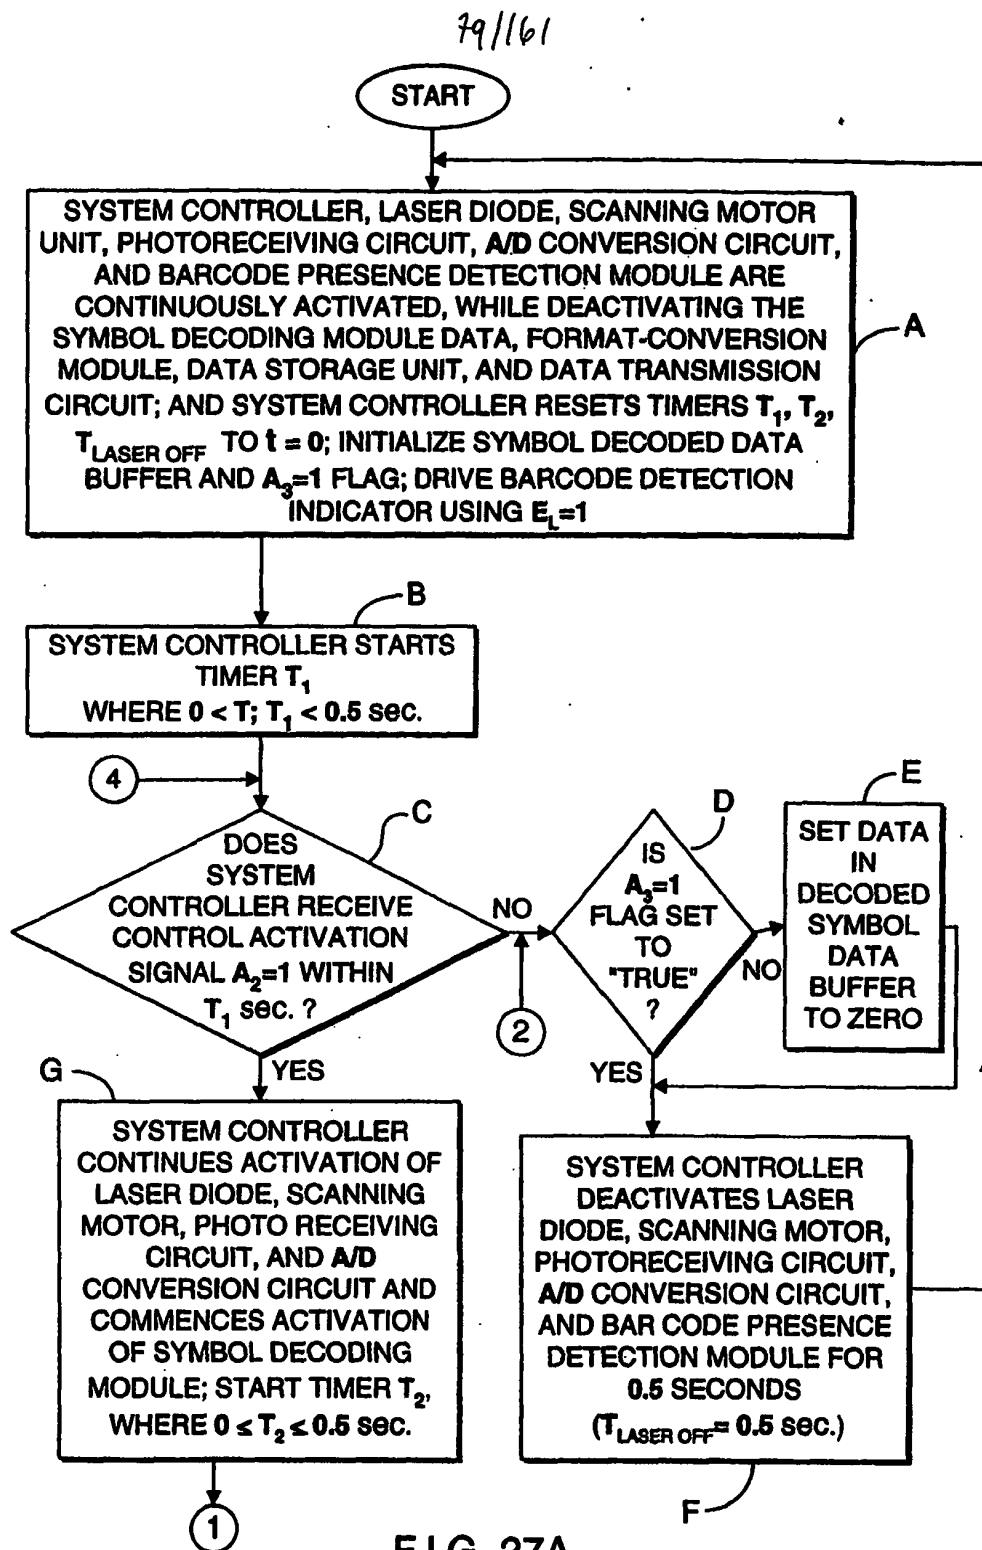 79/161
START
SYSTEM CONTROLLER, LASER DIODE, SCANNING MOTOR
UNIT, PHOTORECEIVING CIRCUIT, A/D CONVERSION CIRCUIT,
AND BARCODE PRESENCE DETECTION MODULE ARE
CONTINUOUSLY ACTIVATED, WHILE DEACTIVATING THE
SYMBOL DECODING MODULE DATA, FORMAT-CONVERSION
MODULE, DATA STORAGE UNIT, AND DATA TRANSMISSION
CIRCUIT; AND SYSTEM CONTROLLER RESETS TIMERS T1, T2,
TLASER OFF TO t = 0; INITIALIZE SYMBOL DECODED DATA
BUFFER AND A3=1 FLAG; DRIVE BARCODE DETECTION
INDICATOR USING EL=1
A
B
SYSTEM CONTROLLER STARTS
TIMER T1
WHERE 0 < T; T1 < 0.5 sec.
4
C
DOES
SYSTEM
CONTROLLER RECEIVE
CONTROL ACTIVATION
SIGNAL A2=1 WITHIN
T1 sec. ?
NO
2
YES
D
IS
A3=1
FLAG SET
TO
"TRUE"
?
NO
YES
E
SET DATA
IN
DECODED
SYMBOL
DATA
BUFFER
TO ZERO
G
SYSTEM CONTROLLER
CONTINUES ACTIVATION OF
LASER DIODE, SCANNING
MOTOR, PHOTO RECEIVING
CIRCUIT, AND A/D
CONVERSION CIRCUIT AND
COMMENCES ACTIVATION
OF SYMBOL DECODING
MODULE; START TIMER T2,
WHERE 0 ≤ T2 ≤ 0.5 sec.
1
SYSTEM CONTROLLER
DEACTIVATES LASER
DIODE, SCANNING MOTOR,
PHOTORECEIVING CIRCUIT,
A/D CONVERSION CIRCUIT,
AND BAR CODE PRESENCE
DETECTION MODULE FOR
0.5 SECONDS
(TLASER OFF= 0.5 sec.)
F
FIG. 27A